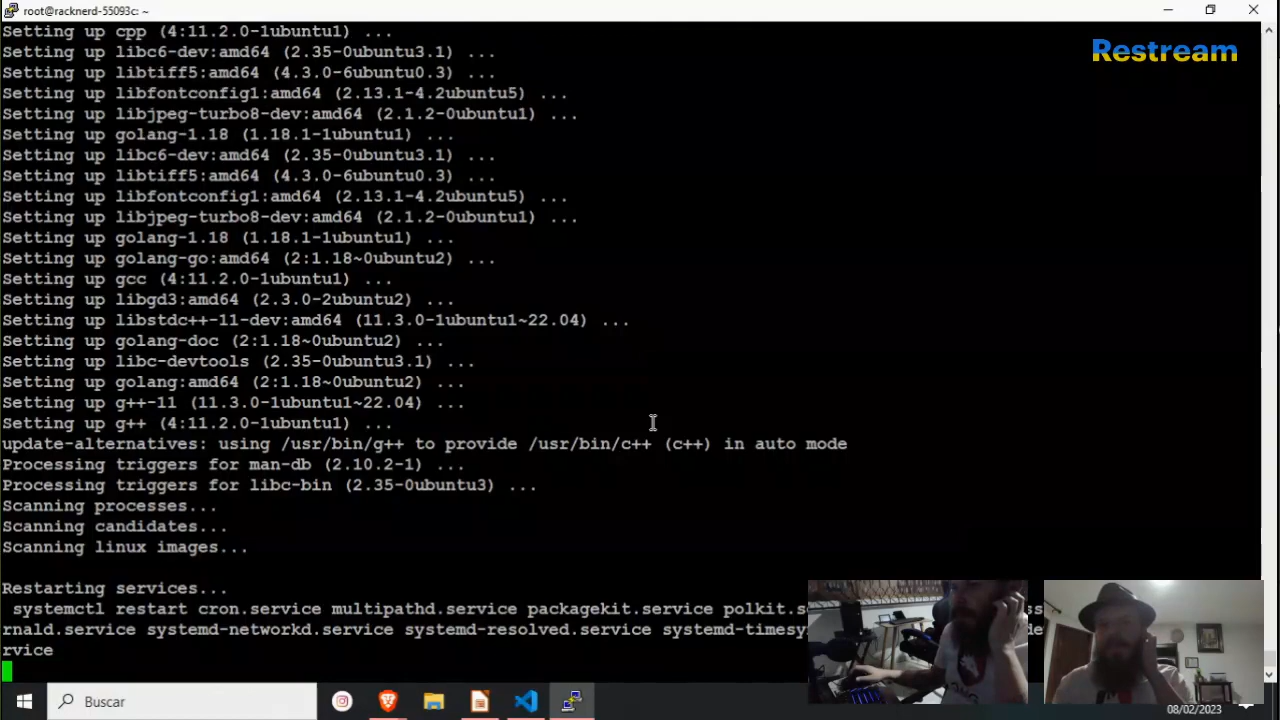 root@racknerd-55093c: ~
Restream
Setting up cpp (4:11.2.0-1ubuntu1) ...
Setting up libc6-dev:amd64 (2.35-0ubuntu3.1) ...
Setting up libtiff5:amd64 (4.3.0-6ubuntu0.3) ...
Setting up libfontconfig1:amd64 (2.13.1-4.2ubuntu5) ...
Setting up libjpeg-turbo8-dev:amd64 (2.1.2-0ubuntu1) ...
Setting up golang-1.18 (1.18.1-1ubuntu1) ...
Setting up libc6-dev:amd64 (2.35-0ubuntu3.1) ...
Setting up libtiff5:amd64 (4.3.0-6ubuntu0.3) ...
Setting up libfontconfig1:amd64 (2.13.1-4.2ubuntu5) ...
Setting up libjpeg-turbo8-dev:amd64 (2.1.2-0ubuntu1) ...
Setting up golang-1.18 (1.18.1-1ubuntu1) ...
Setting up golang-go:amd64 (2:1.18~0ubuntu2) ...
Setting up gcc (4:11.2.0-1ubuntu1) ...
Setting up libgd3:amd64 (2.3.0-2ubuntu2) ...
Setting up libstdc++-11-dev:amd64 (11.3.0-1ubuntu1~22.04) ...
Setting up golang-doc (2:1.18~0ubuntu2) ...
Setting up libc-devtools (2.35-0ubuntu3.1) ...
Setting up golang:amd64 (2:1.18~0ubuntu2) ...
Setting up g++-11 (11.3.0-1ubuntu1~22.04) ...
Setting up g++ (4:11.2.0-1ubuntu1) ...
update-alternatives: using /usr/bin/g++ to provide /usr/bin/c++ (c++) in auto mode
Processing triggers for man-db (2.10.2-1) ...
Processing triggers for libc-bin (2.35-0ubuntu3) ...
Scanning processes...
Scanning candidates...
Scanning linux images...
Restarting services...
systemctl restart cron.service multipathd.service packagekit.service
rnald.service systemd-networkd.service systemd-resolved.service
rvice
Buscar
08/02/2023